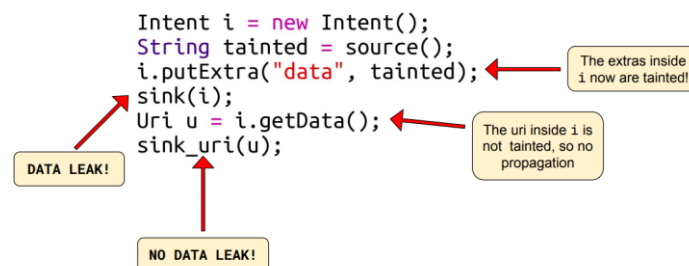 Intent i = new Intent();
String tainted = source();
i.putExtra("data", tainted);
sink(i);
Uri u = i.getData();
sink_uri(u);
The extras inside
i now are tainted!
The uri inside i is
not tainted, so no
propagation
DATA LEAK!
NO DATA LEAK!